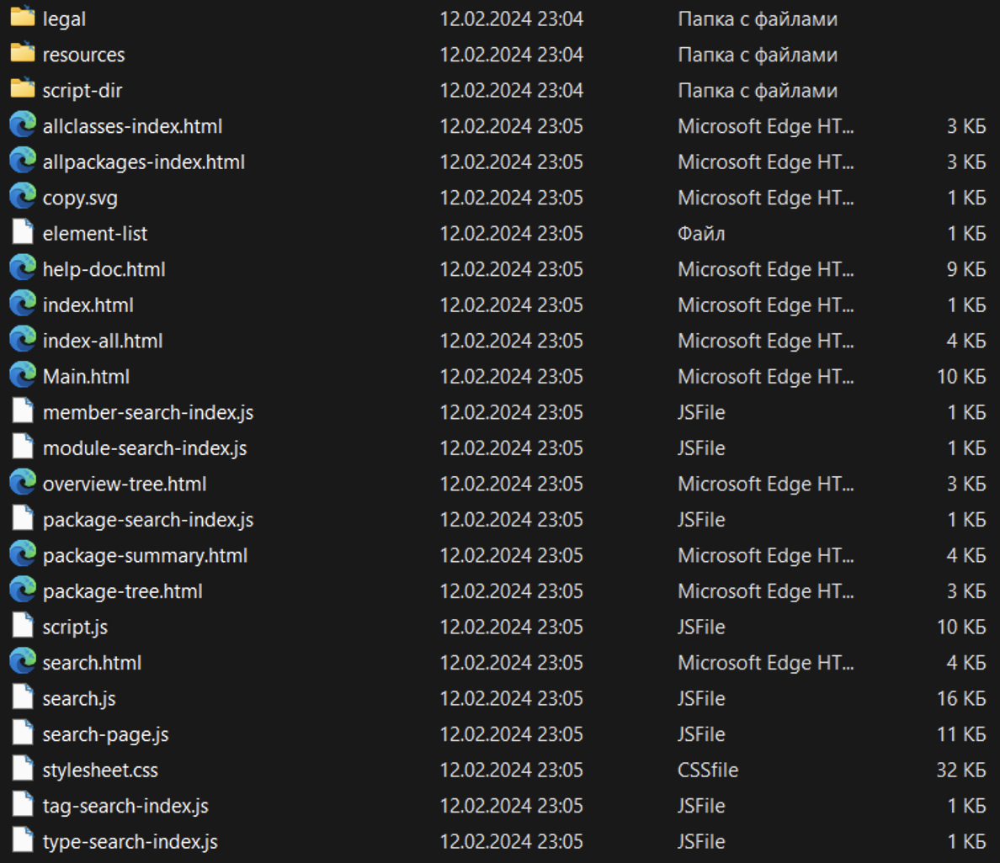 legal 12.02.2024 23:04 Папка с файлами
resources 12.02.2024 23:04 Папка с файлами
script-dir 12.02.2024 23:04 Папка с файлами
allclasses-index.html 12.02.2024 23:05 Microsoft Edge HT... 3 КБ
allpackages-index.html 12.02.2024 23:05 Microsoft Edge HT... 3 КБ
copy.svg 12.02.2024 23:05 Microsoft Edge HT... 1 КБ
element-list 12.02.2024 23:05 Файл 1 КБ
help-doc.html 12.02.2024 23:05 Microsoft Edge HT... 9 КБ
index.html 12.02.2024 23:05 Microsoft Edge HT... 1 КБ
index-all.html 12.02.2024 23:05 Microsoft Edge HT... 4 КБ
Main.html 12.02.2024 23:05 Microsoft Edge HT... 10 КБ
member-search-index.js 12.02.2024 23:05 JSFile 1 КБ
module-search-index.js 12.02.2024 23:05 JSFile 1 КБ
overview-tree.html 12.02.2024 23:05 Microsoft Edge HT... 3 КБ
package-search-index.js 12.02.2024 23:05 JSFile 1 КБ
package-summary.html 12.02.2024 23:05 Microsoft Edge HT... 4 КБ
package-tree.html 12.02.2024 23:05 Microsoft Edge HT... 3 КБ
script.js 12.02.2024 23:05 JSFile 10 КБ
search.html 12.02.2024 23:05 Microsoft Edge HT... 4 КБ
search.js 12.02.2024 23:05 JSFile 16 КБ
search-page.js 12.02.2024 23:05 JSFile 11 КБ
stylesheet.css 12.02.2024 23:05 CSSfile 32 КБ
tag-search-index.js 12.02.2024 23:05 JSFile 1 КБ
type-search-index.js 12.02.2024 23:05 JSFile 1 КБ